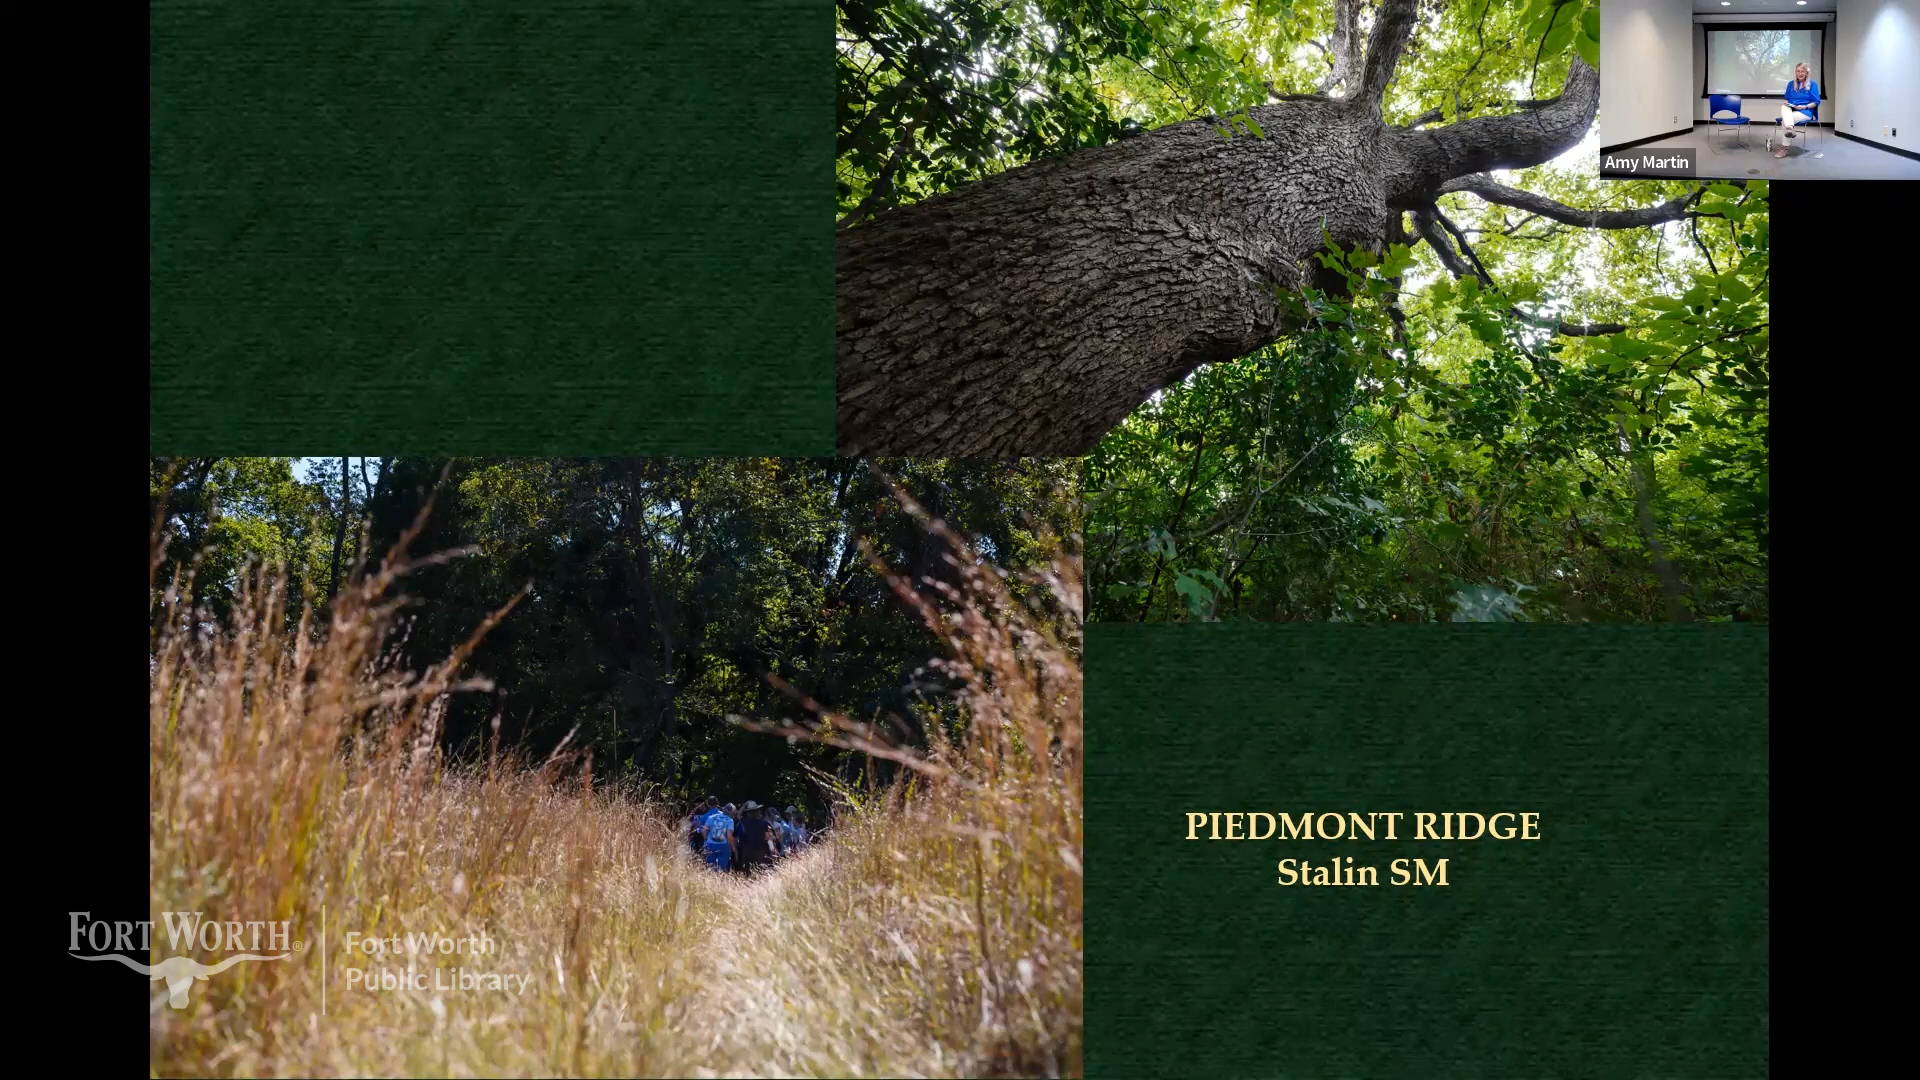 Amy Martin
PIEDMONT RIDGE
Stalin SM
FORT WORTH®
Fort Worth
Public Library